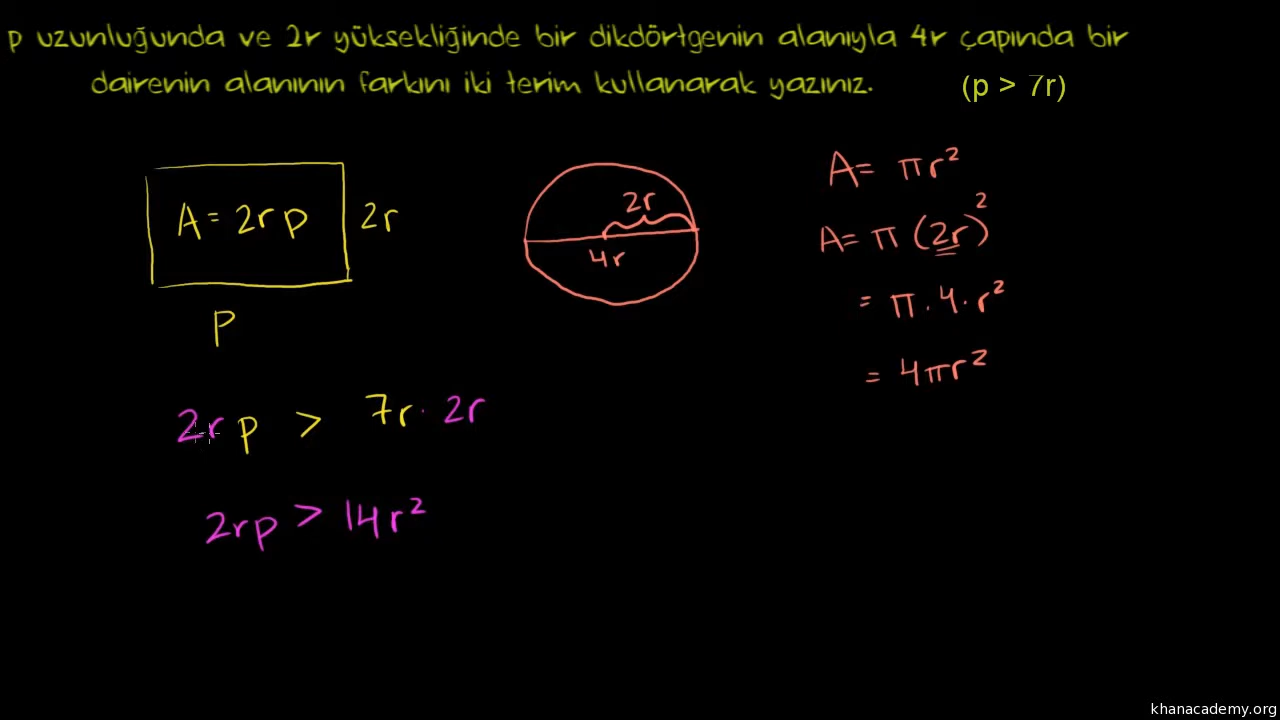 p uzunluğunda ve 2r yüksekliğinde bir dikdörtgenin alanıyla 4r çapında bir
dairenin alanının farkını iki terim kullanarak yazınız. (p > 7r)
A = 2rp
2r
p
2r
4r
A = πr²
A = π (2r)²
= π · 4 · r²
= 4πr²
2r p > 7r · 2r
2rp > 14r²
khanacademy.org